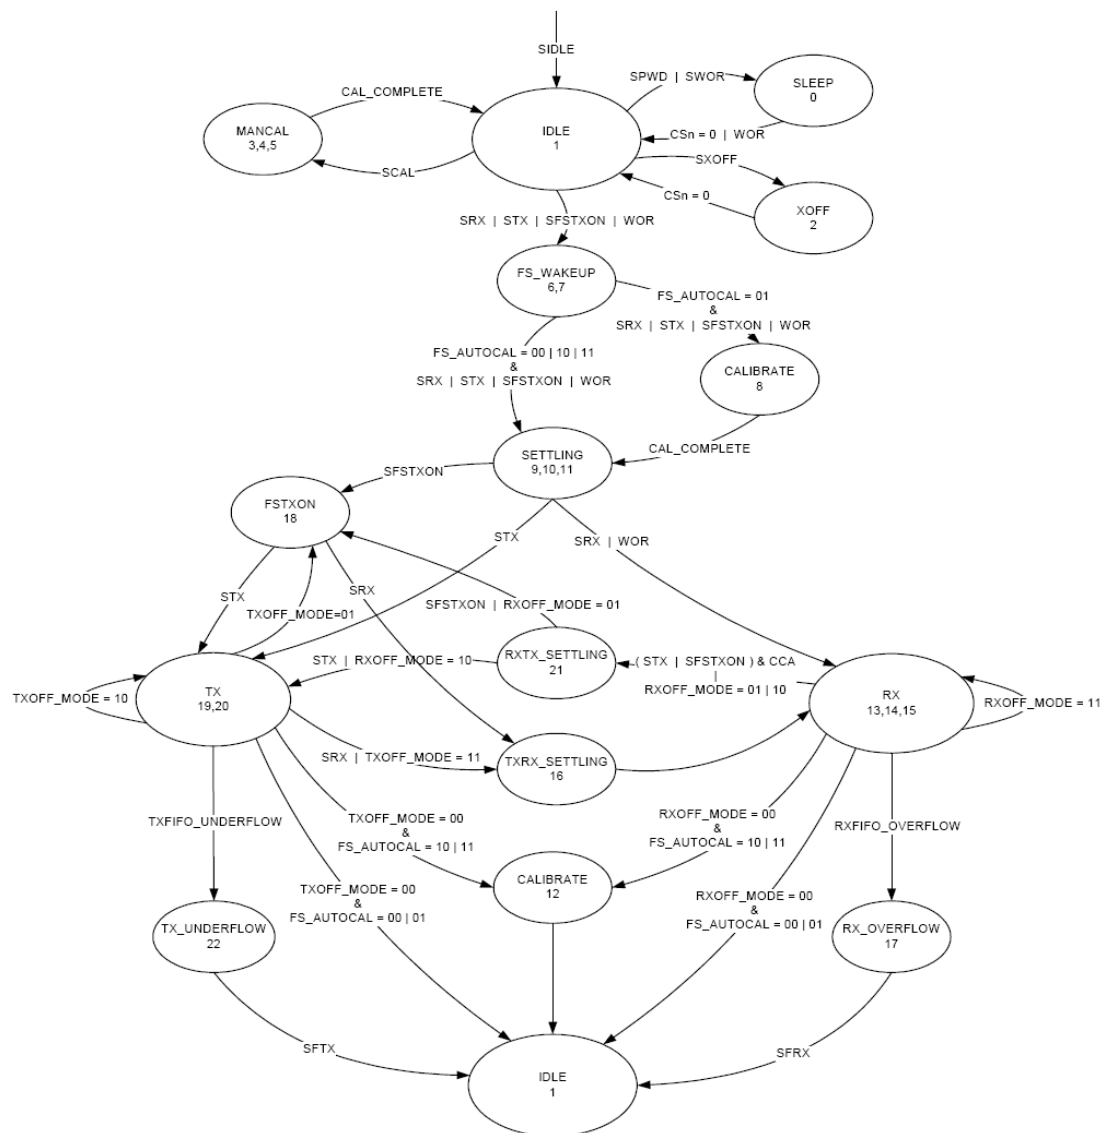 SIDLE
SPWD | SWOR
SLEEP
0
CAL_COMPLETE
MANCAL
3,4,5
IDLE
1
CSn = 0 | WOR
SCAL
SXOFF
CSn = 0
XOFF
2
SRX | STX | SFSTXON | WOR
FS_WAKEUP
6,7
FS_AUTOCAL = 01
&
SRX | STX | SFSTXON | WOR
FS_AUTOCAL = 00 | 10 | 11
&
SRX | STX | SFSTXON | WOR
CALIBRATE
8
CAL_COMPLETE
SETTLING
9,10,11
SFSTXON
FSTXON
18
STX
SRX | WOR
STX
SRX
TXOFF_MODE=01
SFSTXON | RXOFF_MODE = 01
STX | RXOFF_MODE = 10
RXTX_SETTLING
21
( STX | SFSTXON ) & CCA
|
RXOFF_MODE = 01 | 10
TXOFF_MODE = 10
TX
19,20
RX
13,14,15
RXOFF_MODE = 11
SRX | TXOFF_MODE = 11
TXRX_SETTLING
16
TXFIFO_UNDERFLOW
TXOFF_MODE = 00
&
FS_AUTOCAL = 10 | 11
RXOFF_MODE = 00
&
FS_AUTOCAL = 10 | 11
RXFIFO_OVERFLOW
TXOFF_MODE = 00
&
FS_AUTOCAL = 00 | 01
CALIBRATE
12
RXOFF_MODE = 00
&
FS_AUTOCAL = 00 | 01
TX_UNDERFLOW
22
RX_OVERFLOW
17
SFTX
SFRX
IDLE
1